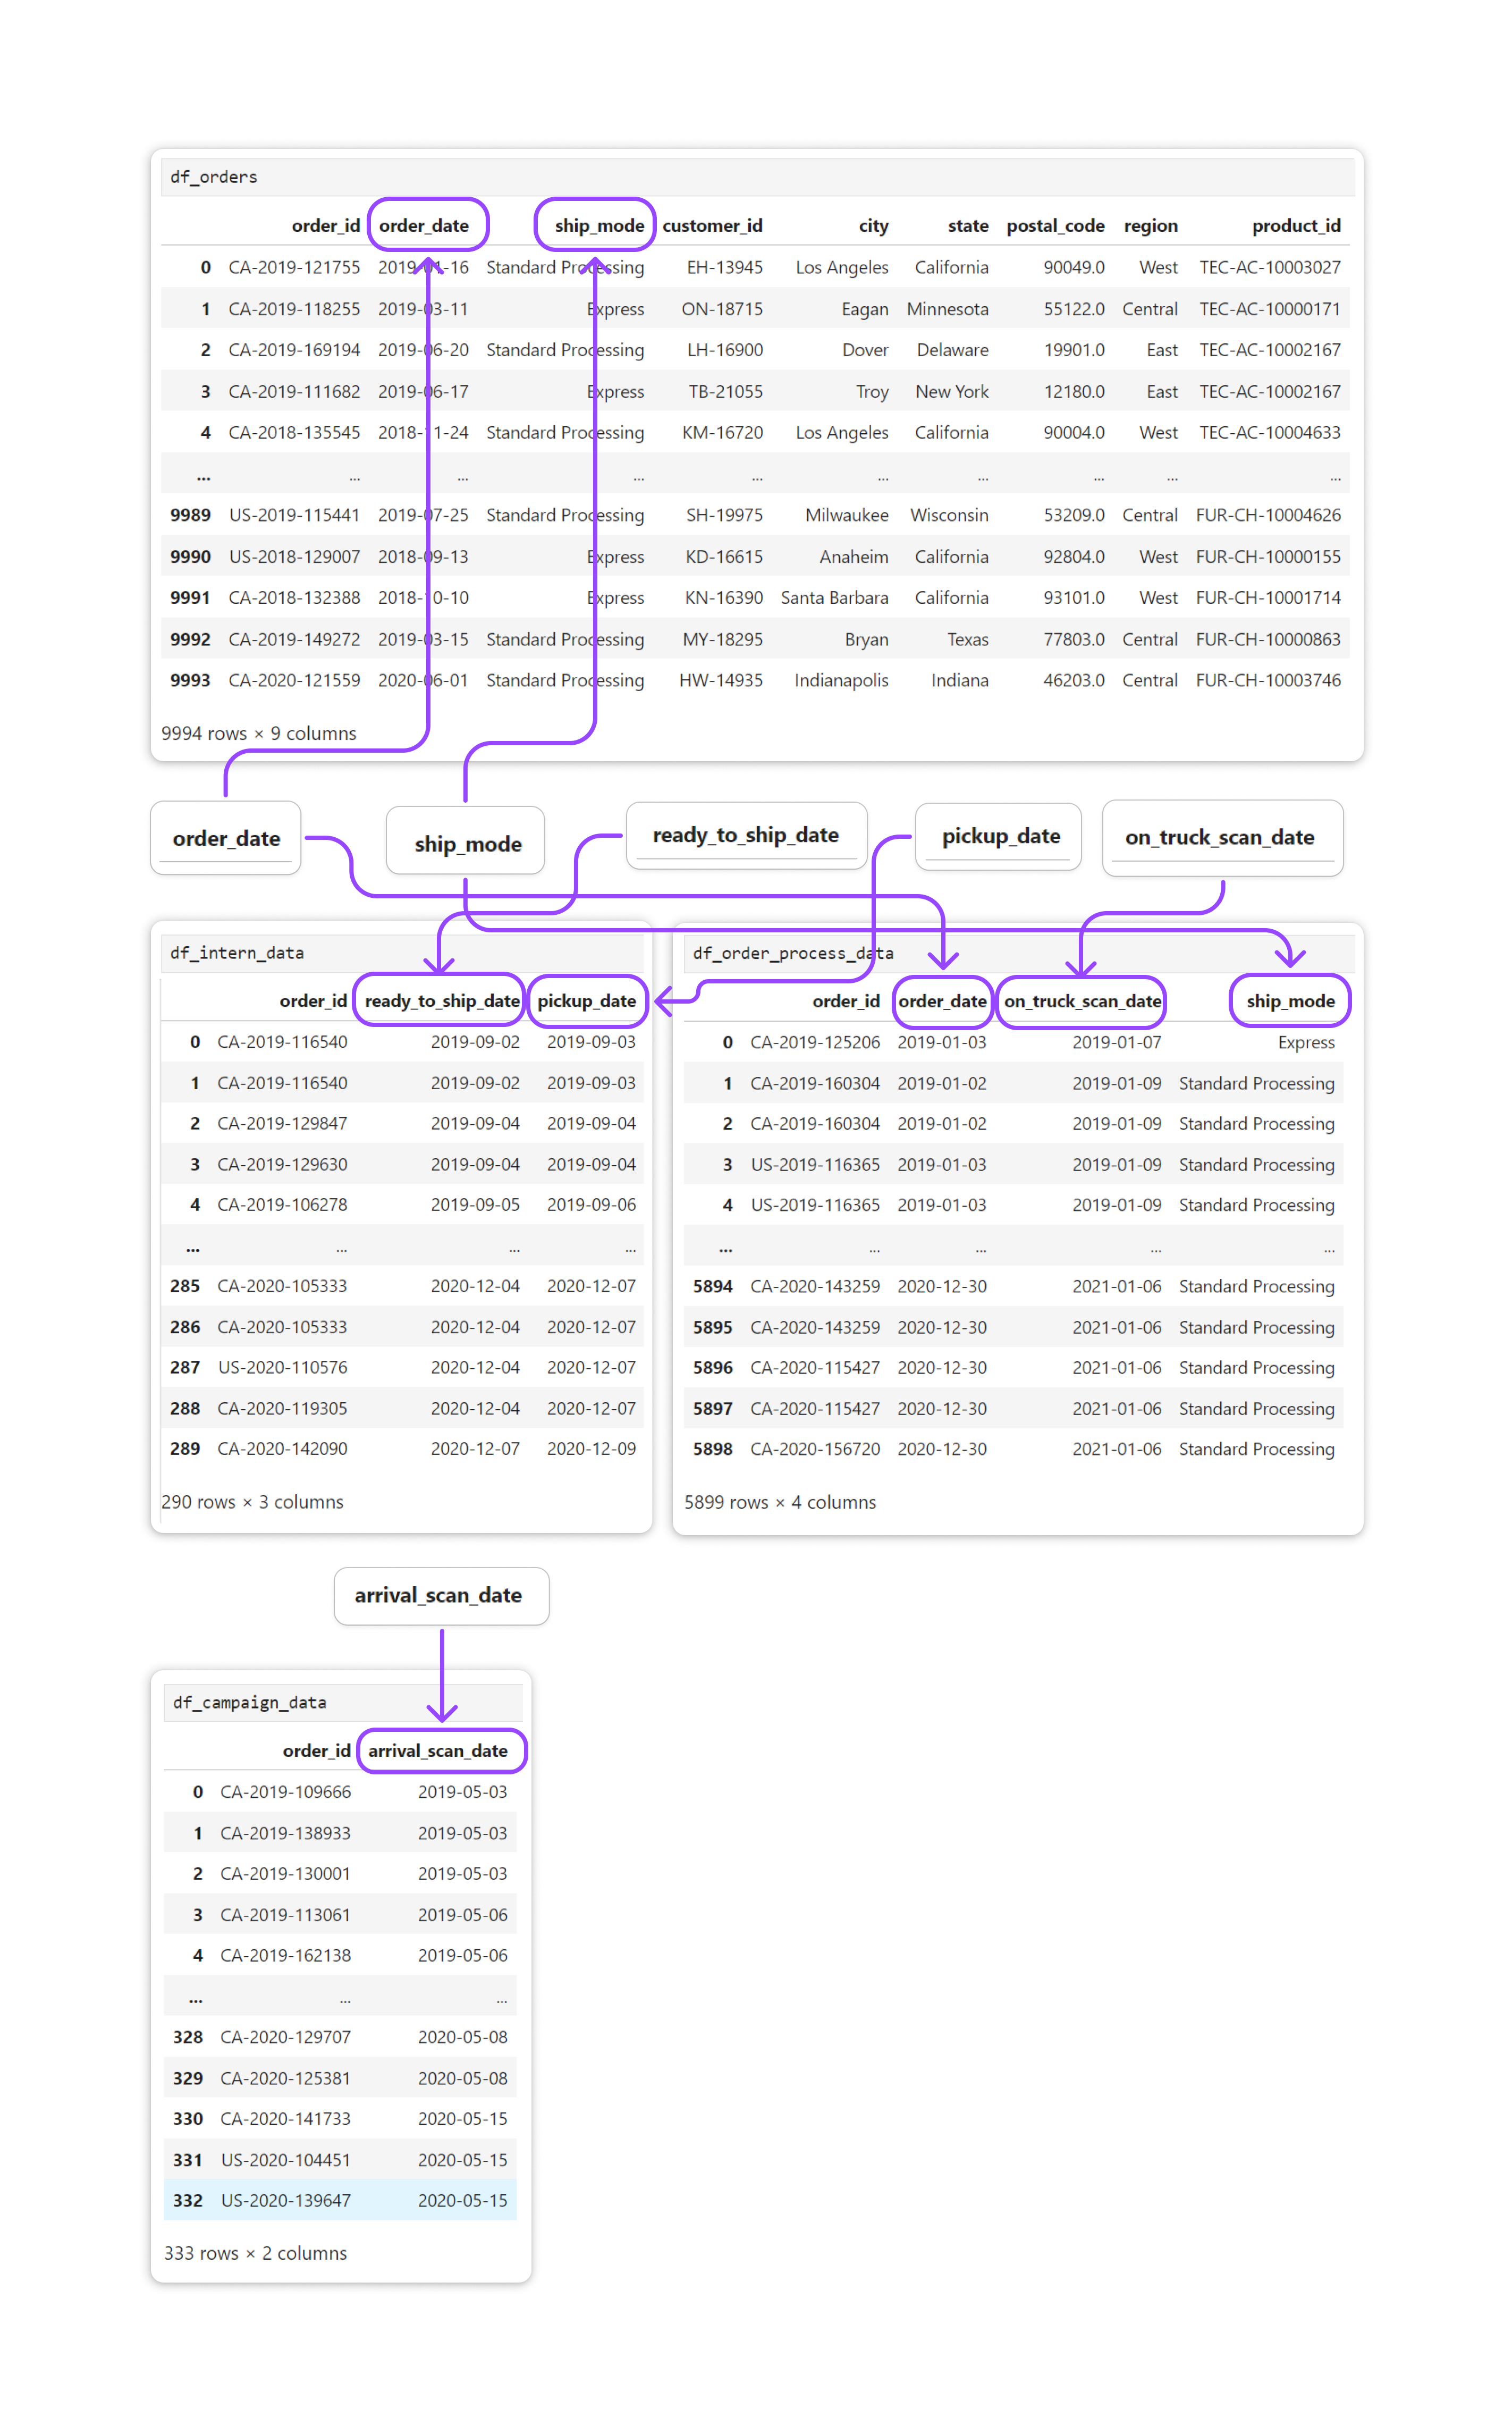 df_orders
order_id order_date ship_mode customer_id city state postal_code region product_id
0 CA-2019-121755 2019-01-16 Standard Processing EH-13945 Los Angeles California 90049.0 West TEC-AC-10003027
1 CA-2019-118255 2019-03-11 Express ON-18715 Eagan Minnesota 55122.0 Central TEC-AC-10000171
2 CA-2019-169194 2019-06-20 Standard Processing LH-16900 Dover Delaware 19901.0 East TEC-AC-10002167
3 CA-2019-111682 2019-06-17 Express TB-21055 Troy New York 12180.0 East TEC-AC-10002167
4 CA-2018-135545 2018-11-24 Standard Processing KM-16720 Los Angeles California 90004.0 West TEC-AC-10004633
... ... ... ... ... ... ... ... ... ...
9989 US-2019-115441 2019-07-25 Standard Processing SH-19975 Milwaukee Wisconsin 53209.0 Central FUR-CH-10004626
9990 US-2018-129007 2018-09-13 Express KD-16615 Anaheim California 92804.0 West FUR-CH-10000155
9991 CA-2018-132388 2018-10-10 Express KN-16390 Santa Barbara California 93101.0 West FUR-CH-10001714
9992 CA-2019-149272 2019-03-15 Standard Processing MY-18295 Bryan Texas 77803.0 Central FUR-CH-10000863
9993 CA-2020-121559 2020-06-01 Standard Processing HW-14935 Indianapolis Indiana 46203.0 Central FUR-CH-10003746
9994 rows × 9 columns
order_date ship_mode ready_to_ship_date pickup_date on_truck_scan_date
df_intern_data
order_id ready_to_ship_date pickup_date
0 CA-2019-116540 2019-09-02 2019-09-03
1 CA-2019-116540 2019-09-02 2019-09-03
2 CA-2019-129847 2019-09-04 2019-09-04
3 CA-2019-129630 2019-09-04 2019-09-04
4 CA-2019-106278 2019-09-05 2019-09-06
... ... ... ...
285 CA-2020-105333 2020-12-04 2020-12-07
286 CA-2020-105333 2020-12-04 2020-12-07
287 US-2020-110576 2020-12-04 2020-12-07
288 CA-2020-119305 2020-12-04 2020-12-07
289 CA-2020-142090 2020-12-07 2020-12-09
290 rows × 3 columns
df_order_process_data
order_id order_date on_truck_scan_date ship_mode
0 CA-2019-125206 2019-01-03 2019-01-07 Express
1 CA-2019-160304 2019-01-02 2019-01-09 Standard Processing
2 CA-2019-160304 2019-01-02 2019-01-09 Standard Processing
3 US-2019-116365 2019-01-03 2019-01-09 Standard Processing
4 US-2019-116365 2019-01-03 2019-01-09 Standard Processing
... ... ... ... ...
5894 CA-2020-143259 2020-12-30 2021-01-06 Standard Processing
5895 CA-2020-143259 2020-12-30 2021-01-06 Standard Processing
5896 CA-2020-115427 2020-12-30 2021-01-06 Standard Processing
5897 CA-2020-115427 2020-12-30 2021-01-06 Standard Processing
5898 CA-2020-156720 2020-12-30 2021-01-06 Standard Processing
5899 rows × 4 columns
arrival_scan_date
df_campaign_data
order_id arrival_scan_date
0 CA-2019-109666 2019-05-03
1 CA-2019-138933 2019-05-03
2 CA-2019-130001 2019-05-03
3 CA-2019-113061 2019-05-06
4 CA-2019-162138 2019-05-06
... ... ...
328 CA-2020-129707 2020-05-08
329 CA-2020-125381 2020-05-08
330 CA-2020-141733 2020-05-15
331 US-2020-104451 2020-05-15
332 US-2020-139647 2020-05-15
333 rows × 2 columns